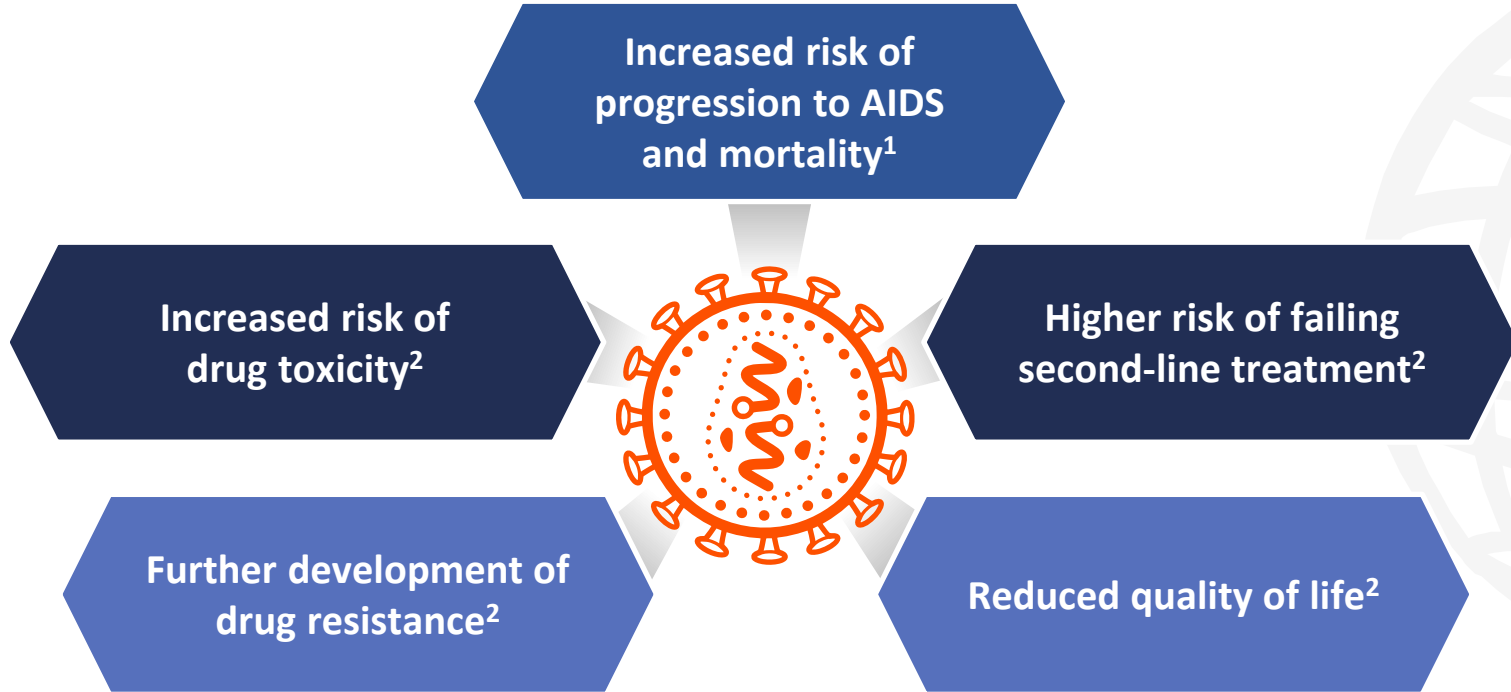 Increased risk of
progression to AIDS
and mortality¹
Increased risk of
drug toxicity²
Higher risk of failing
second-line treatment²
Further development of
drug resistance²
Reduced quality of life²